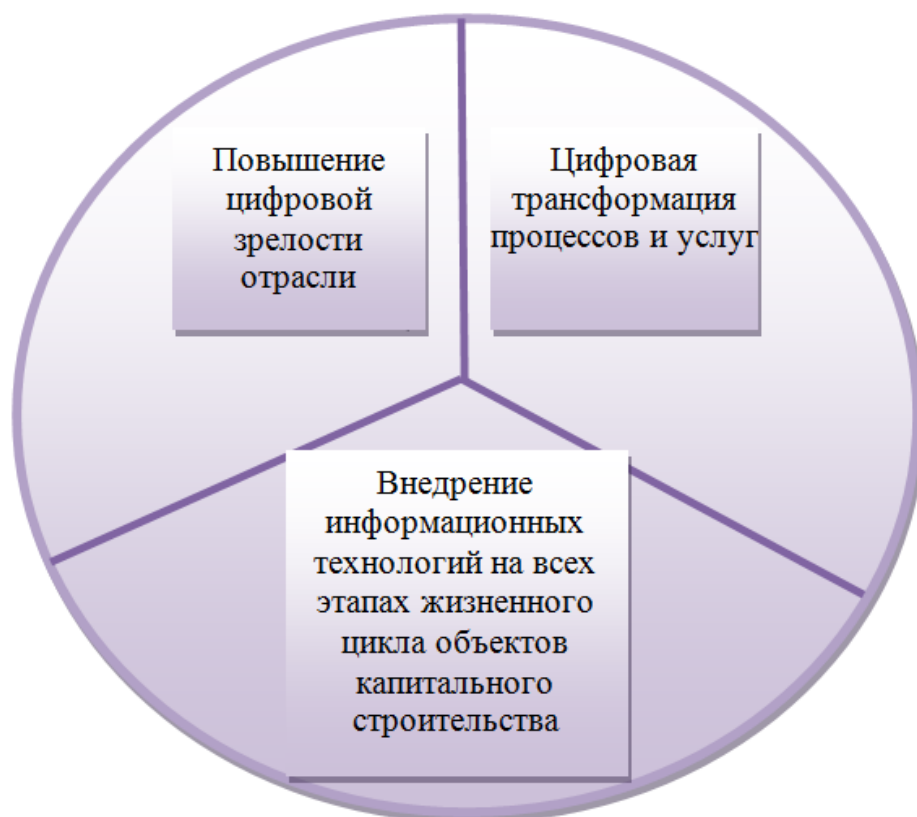 Повышение
цифровой
зрелости
отрасли
Цифровая
трансформация
процессов и услуг
Внедрение
информационных
технологий на всех
этапах жизненного
цикла объектов
капитального
строительства